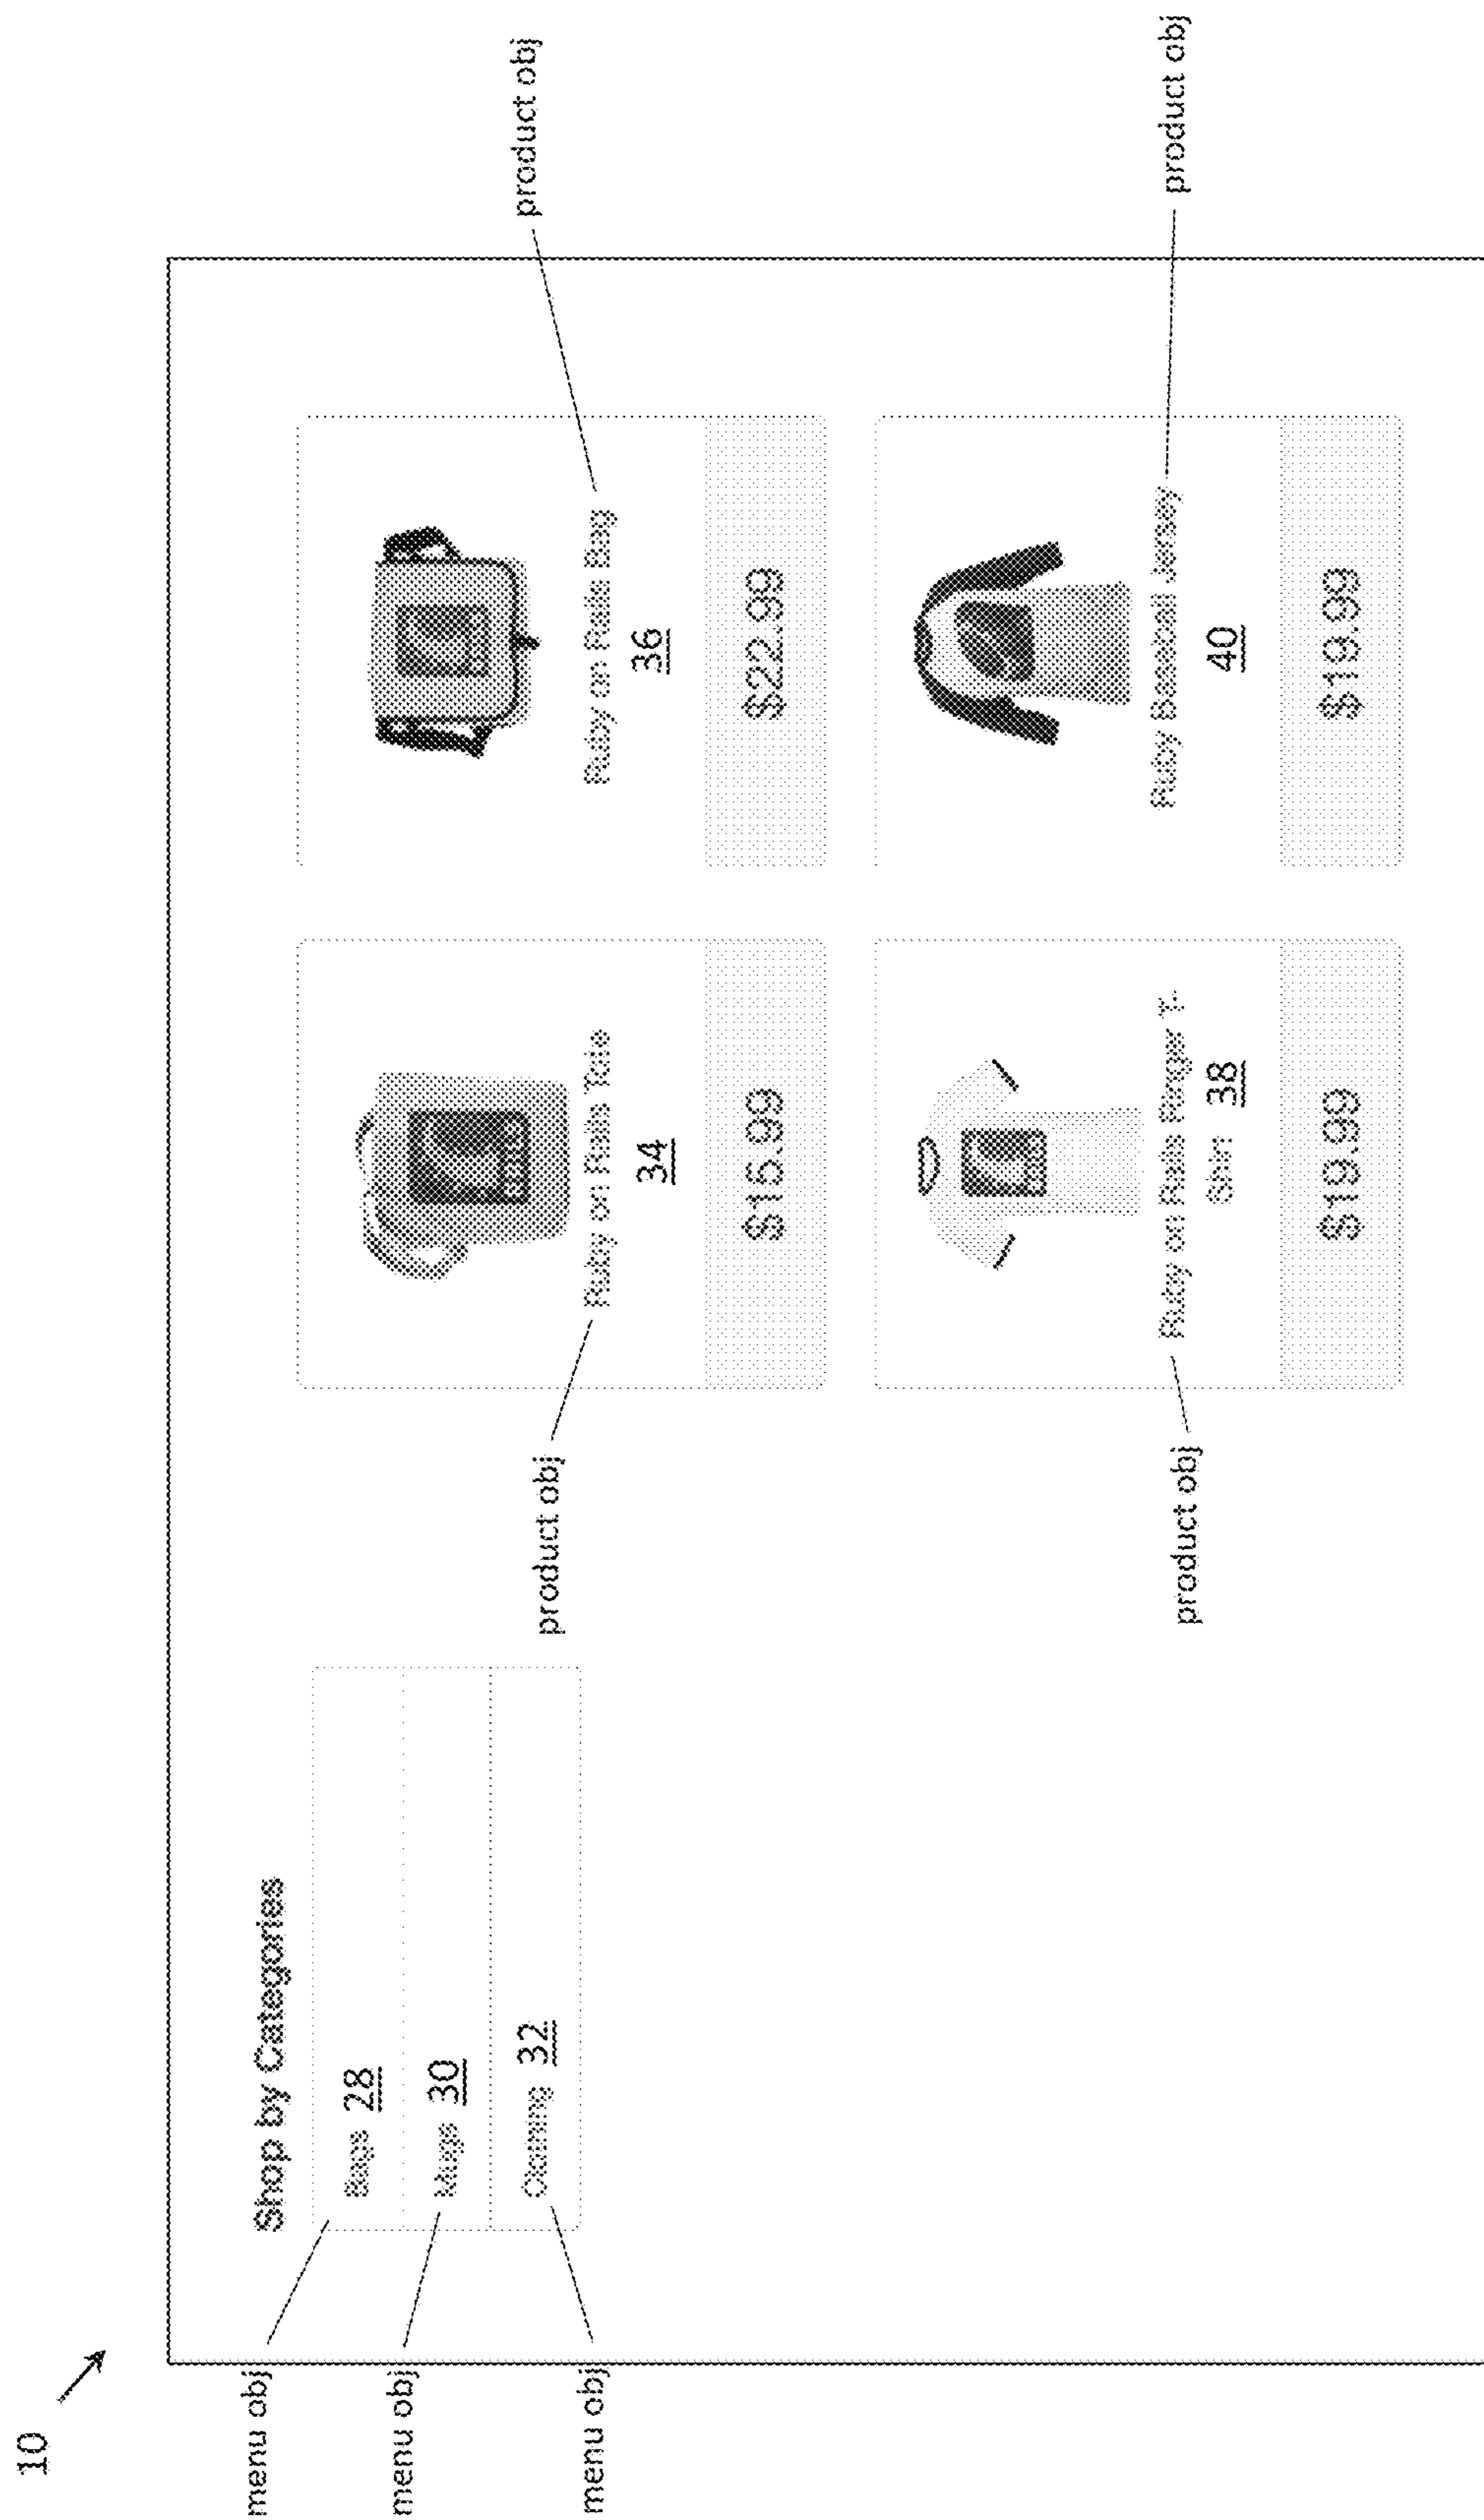 10
Shop by Categories
menu obj
Bags 28
menu obj
Mugs 30
menu obj
Clothing 32
product obj
Ruby on Rails Tote
34
$15.99
product obj
Ruby on Rails Bag
36
$22.99
product obj
Ruby on Rails Ringer T-
Shirt 38
$19.99
product obj
Ruby Baseball Jersey
40
$19.99